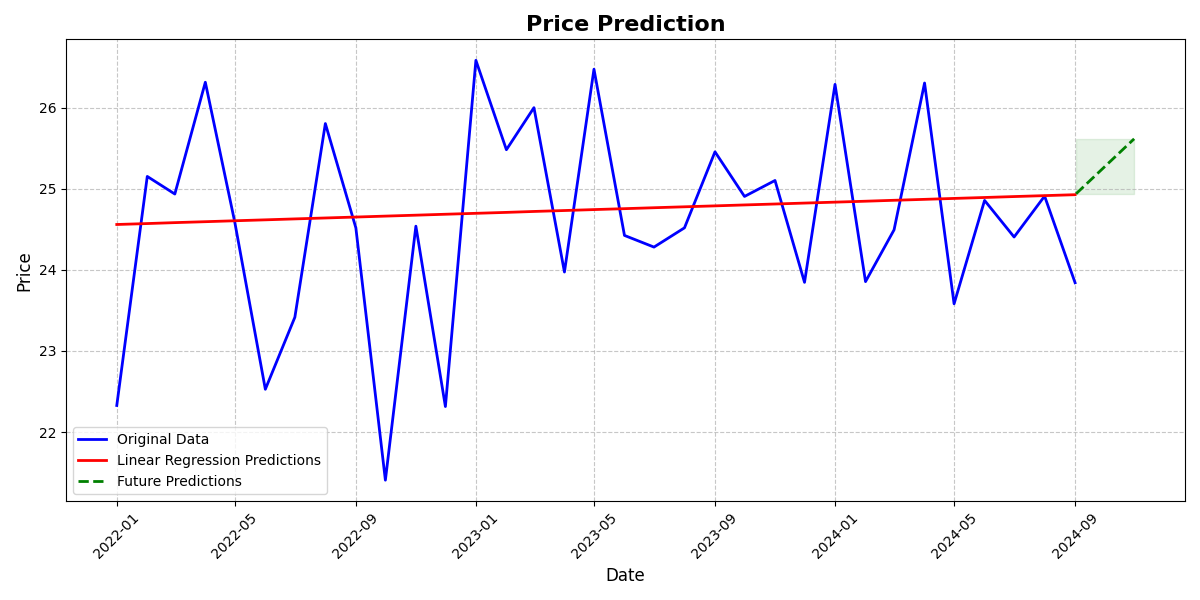 Price Prediction
Price
26
25
24
23
22
Original Data
Linear Regression Predictions
Future Predictions
2022-01
2022-05
2022-09
2023-01
2023-05
2023-09
2024-01
2024-05
2024-09
Date